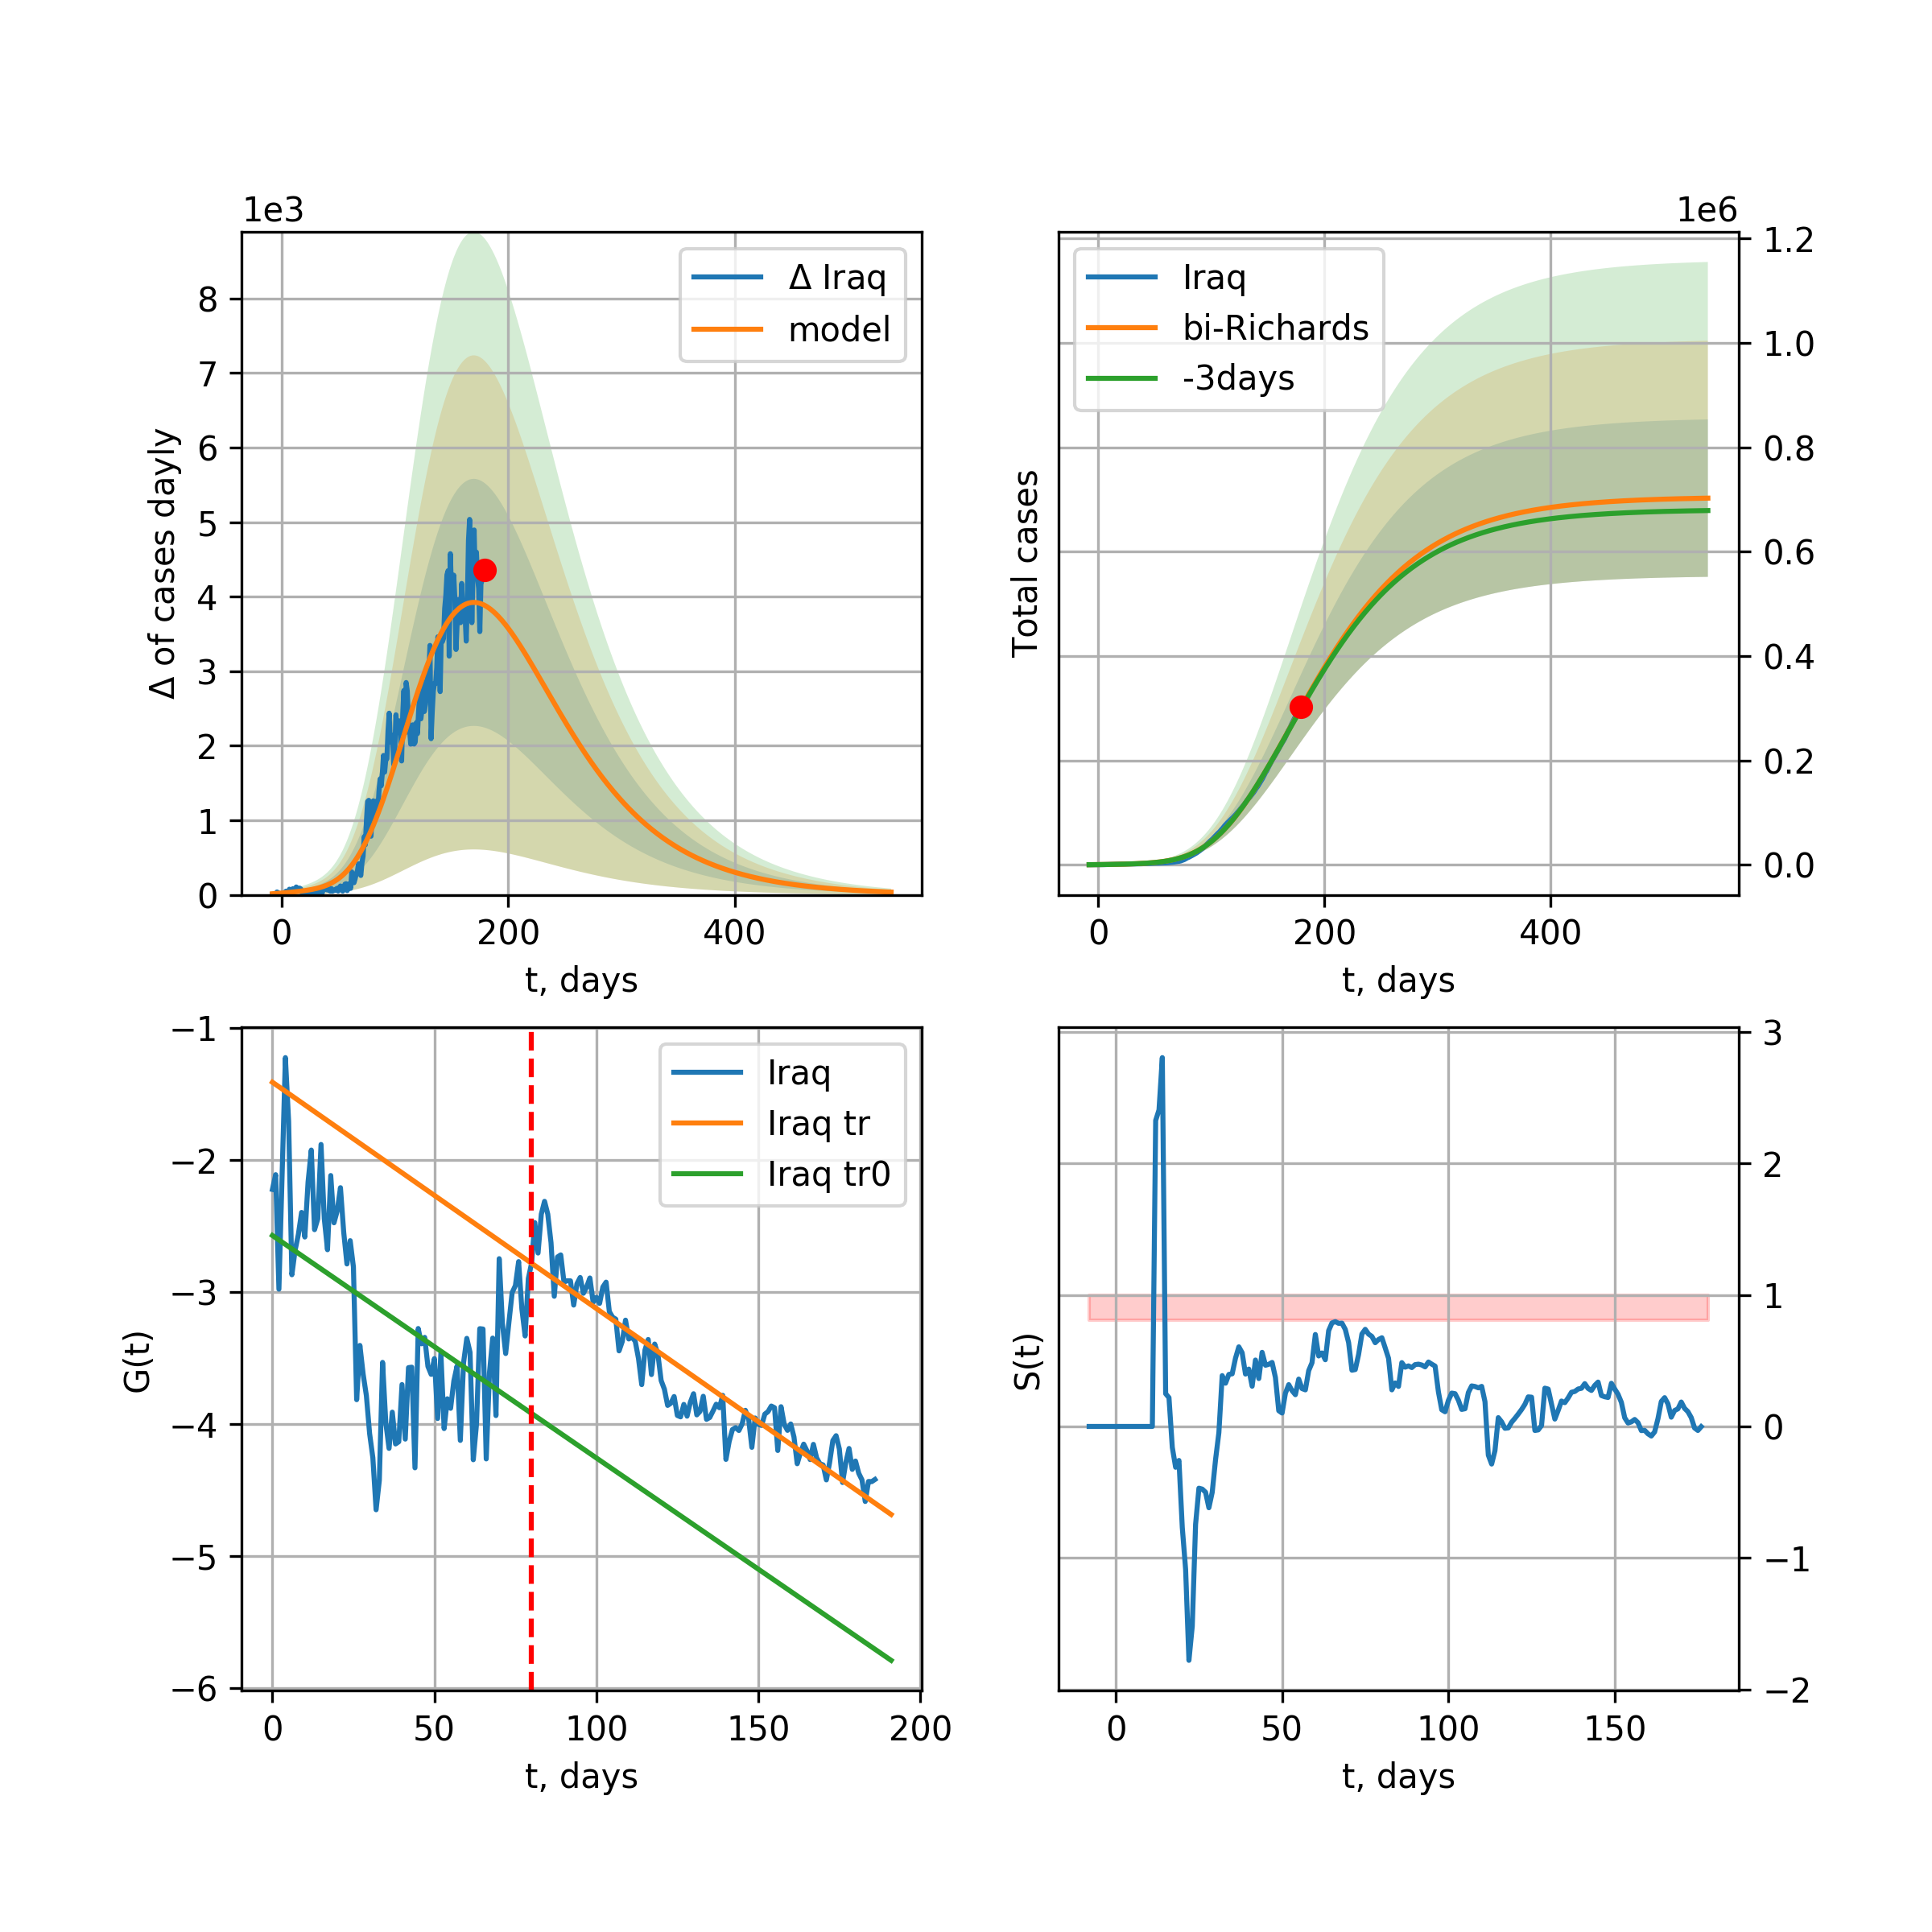 1e3
Δ of cases dayly
8
7
6
5
4
3
2
1
0
Δ Iraq
model
0 200 400
t, days
1e6
Total cases
Iraq
bi-Richards
-3days
1.2
1.0
0.8
0.6
0.4
0.2
0.0
0 200 400
t, days
G(t)
−1
−2
−3
−4
−5
−6
Iraq
Iraq tr
Iraq tr0
0 50 100 150 200
t, days
S(t)
3
2
1
0
−1
−2
0 50 100 150
t, days